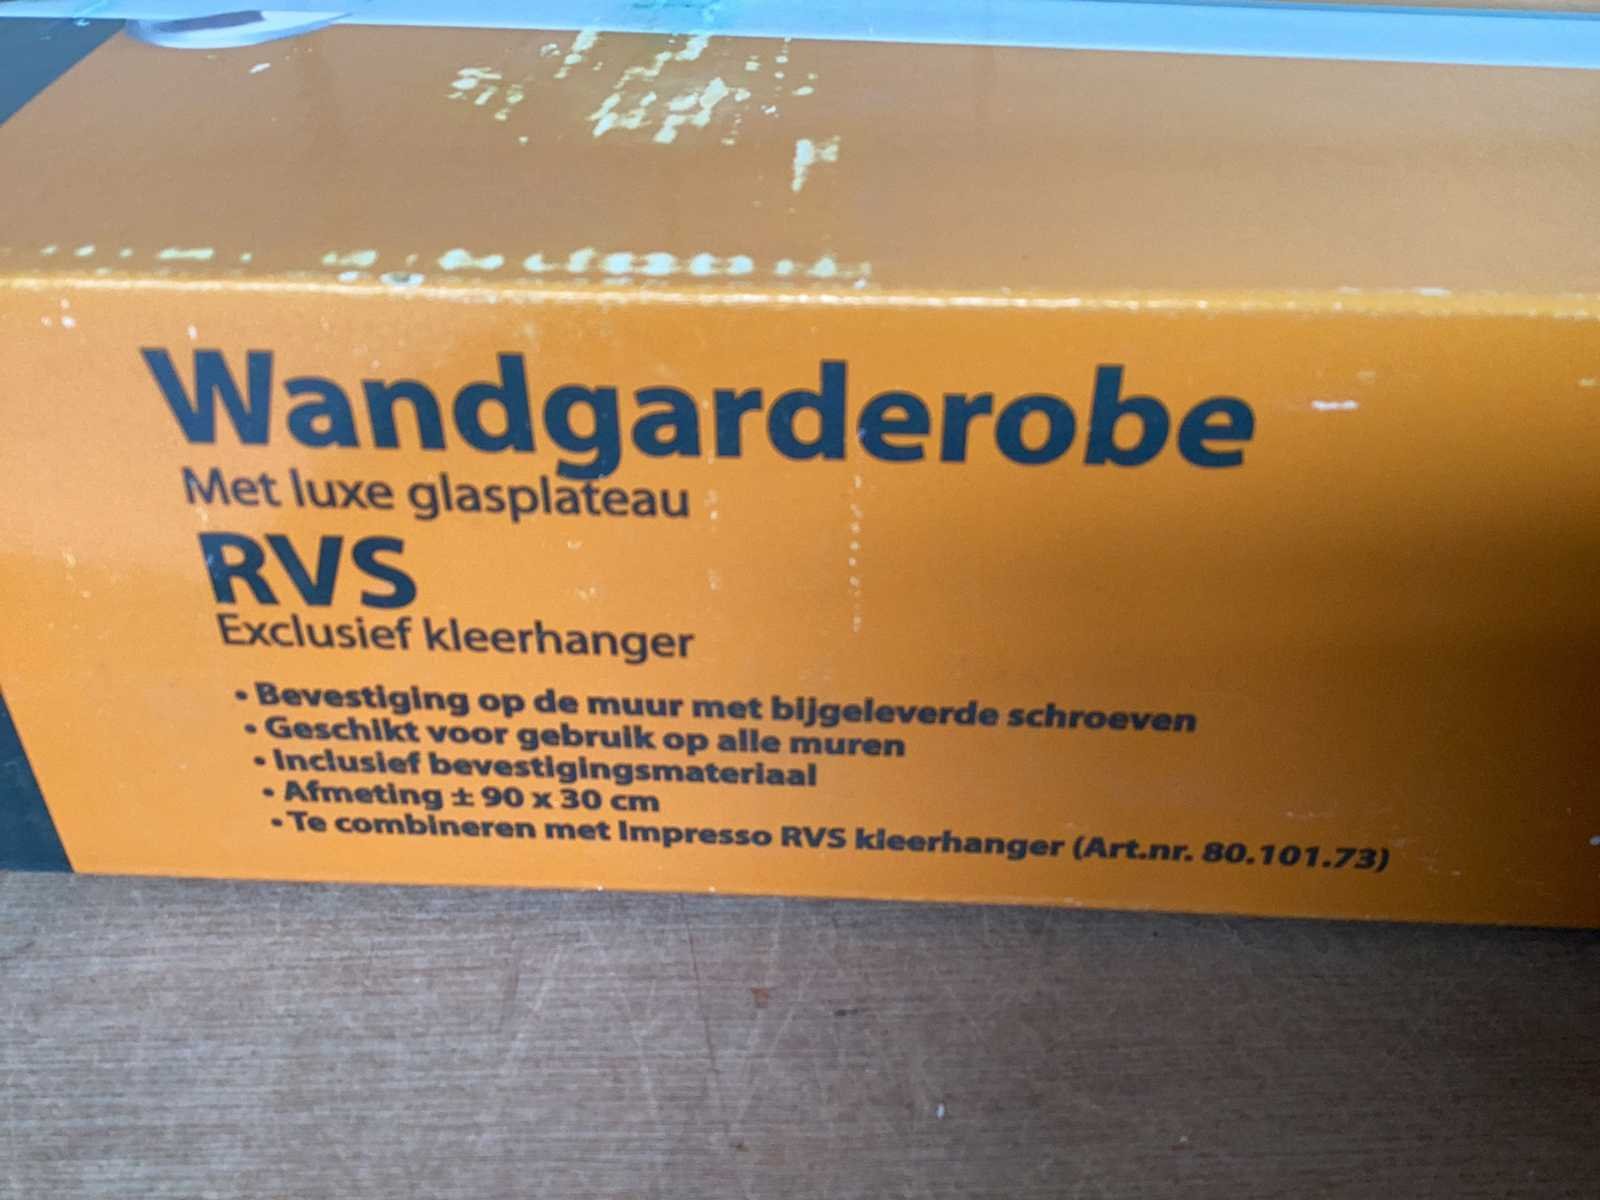 Wandgarderobe
Met luxe glasplateau
RVS
Exclusief kleerhanger
• Bevestiging op de muur met bijgeleverde schroeven
• Geschikt voor gebruik op alle muren
• Inclusief bevestigingsmateriaal
• Afmeting ± 90 x 30 cm
• Te combineren met Impresso RVS kleerhanger (Art.nr. 80.101.73)